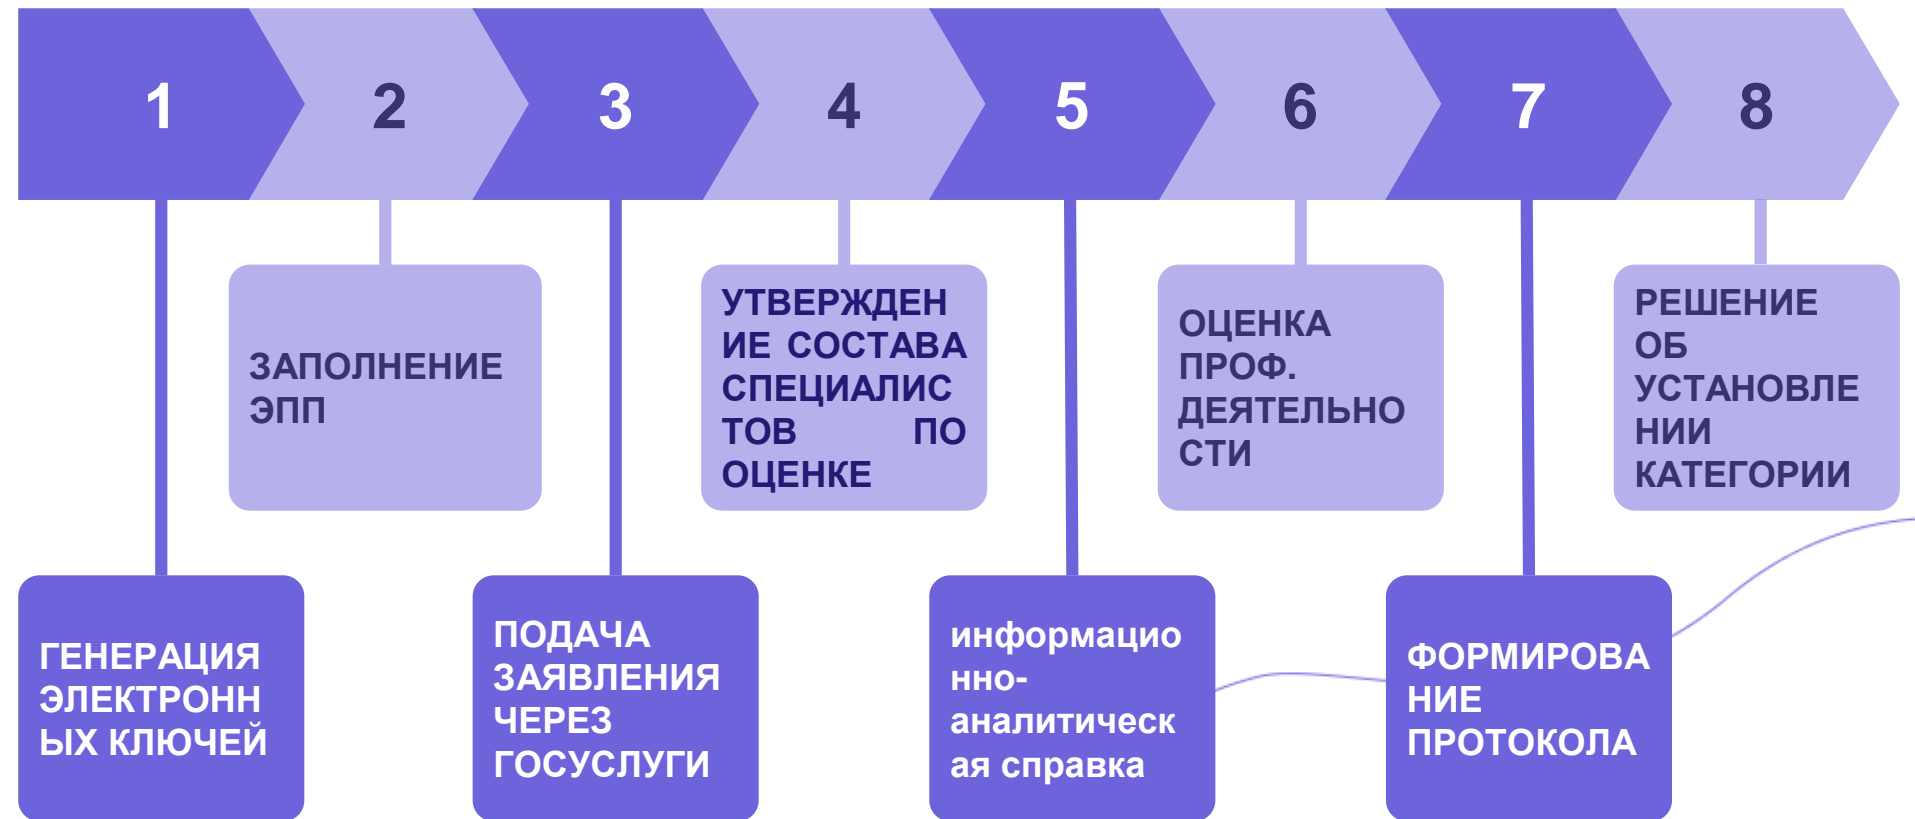 1
2
3
4
5
6
7
8
ЗАПОЛНЕНИЕ
ЭПП
УТВЕРЖДЕН
ИЕ СОСТАВА
СПЕЦИАЛИС
ТОВ ПО
ОЦЕНКЕ
ОЦЕНКА
ПРОФ.
ДЕЯТЕЛЬНО
СТИ
РЕШЕНИЕ
ОБ
УСТАНОВЛЕ
НИИ
КАТЕГОРИИ
ГЕНЕРАЦИЯ
ЭЛЕКТРОНН
ЫХ КЛЮЧЕЙ
ПОДАЧА
ЗАЯВЛЕНИЯ
ЧЕРЕЗ
ГОСУСЛУГИ
информацио
нно-
аналитическ
ая справка
ФОРМИРОВА
НИЕ
ПРОТОКОЛА